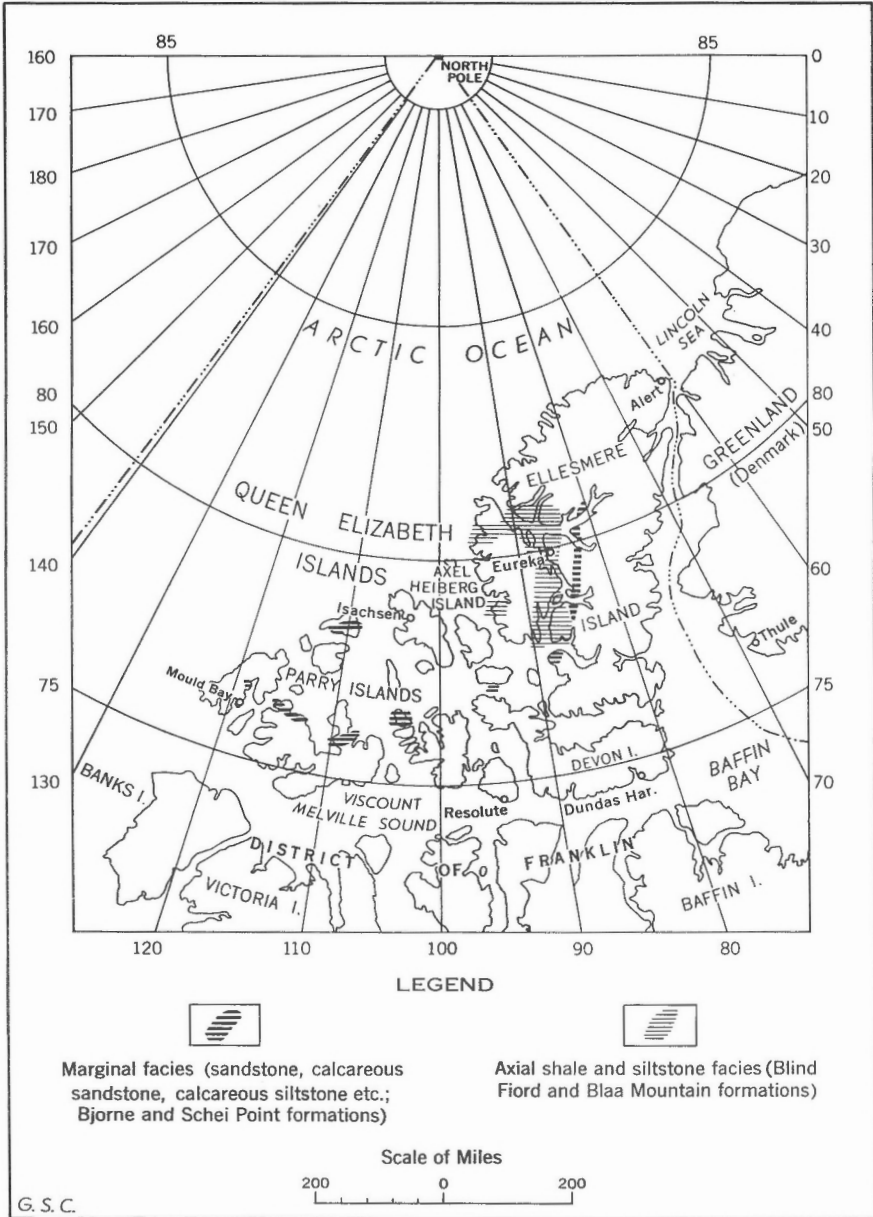 85 85
160 0
NORTH
POLE
170 10
180 20
170 30
160 40
80 80
150 50
140 60
75 75
130 70
ARCTIC OCEAN
LINCOLN
SEA
Alert
GREENLAND
(Denmark)
ELLESMERE
QUEEN ELIZABETH
ISLANDS
Eureka
AXEL
HEIBERG
ISLAND
ISLAND
Isachsen
Thule
Mould Bay
PARRY ISLANDS
BANKS I.
DEVON I.
BAFFIN
BAY
VISCOUNT
MELVILLE SOUND
Resolute
Dundas Har.
DISTRICT OF FRANKLIN
VICTORIA I.
BAFFIN I.
120 110 100 90 80
LEGEND
Marginal facies (sandstone, calcareous
sandstone, calcareous siltstone etc.;
Bjorne and Schei Point formations)
Axial shale and siltstone facies (Blind
Fiord and Blaa Mountain formations)
Scale of Miles
200 0 200
G. S. C.